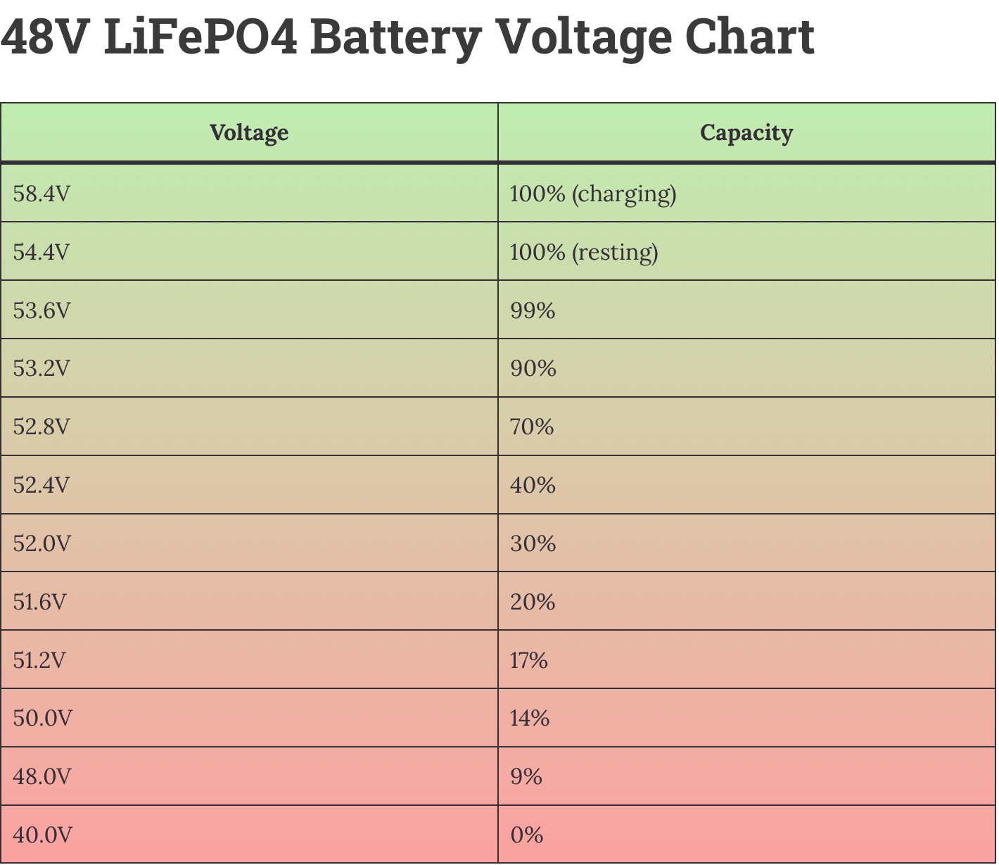 48V LiFePO4 Battery Voltage Chart
Voltage Capacity
58.4V 100% (charging)
54.4V 100% (resting)
53.6V 99%
53.2V 90%
52.8V 70%
52.4V 40%
52.0V 30%
51.6V 20%
51.2V 17%
50.0V 14%
48.0V 9%
40.0V 0%